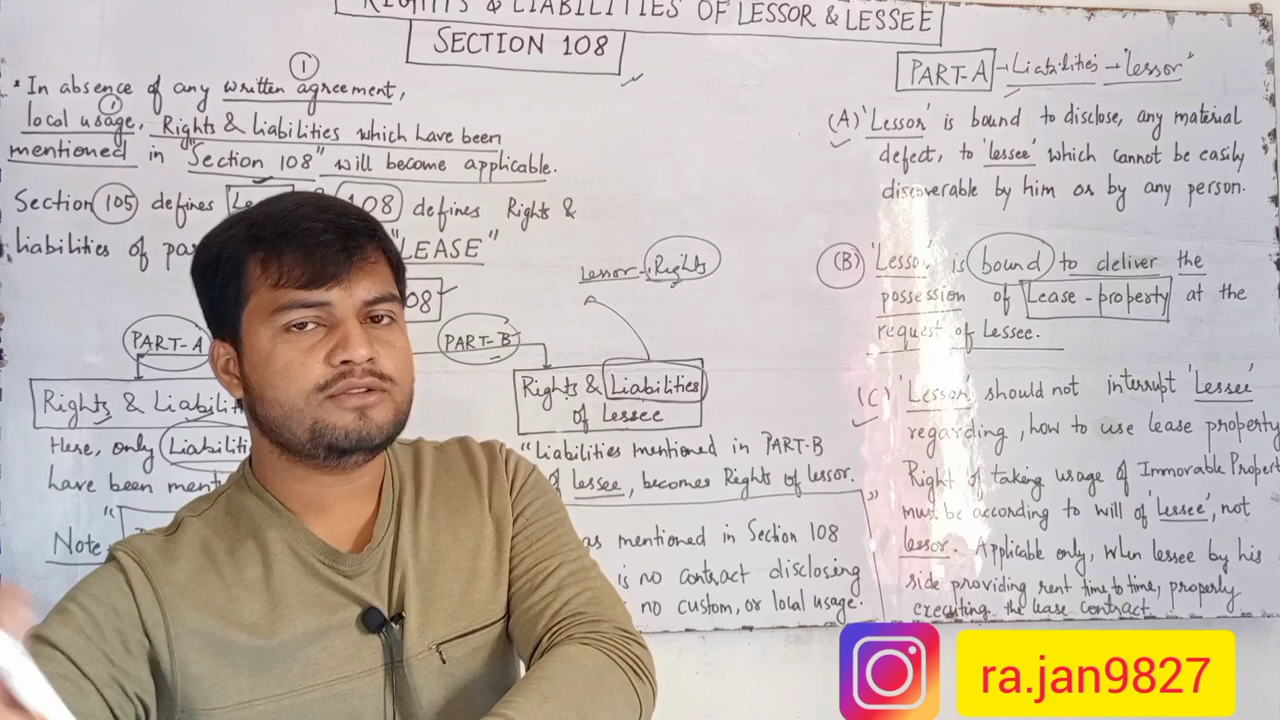 RIGHTS & LIABILITIES OF LESSOR & LESSEE
SECTION 108
①
* In absence of any written agreement,
①
local usage, Rights & Liabilities which have been
mentioned in "Section 108" will become applicable.
Section 105 defines 108 defines Rights &
liabilities of "LEASE"
08
PART-A
PART-B
Rights &
Here, only
have been
Lessor - Rights
Rights & Liabilities
of Lessee
"Liabilities mentioned in PART-B
of lessee, becomes Rights of lessor.
"
Note
as mentioned in Section 108
is no contract disclosing
no custom, or local usage.
PART-A → Liabilities → 'lessor'
(A) 'Lessor' is bound to disclose, any material
defect, to 'lessee' which cannot be easily
discoverable by him or by any person.
(B) 'Lessor' is bound to deliver the
possession of Lease-property at the
request of Lessee.
(C) 'Lessor should not interrupt 'Lessee'
regarding, how to use lease property
Right of taking usage of Immovable Propert
must be according to will of 'Lessee', not
lessor. Applicable only, when lessee by his
side providing rent time to time, properly
executing the lease contract.
ra.jan9827